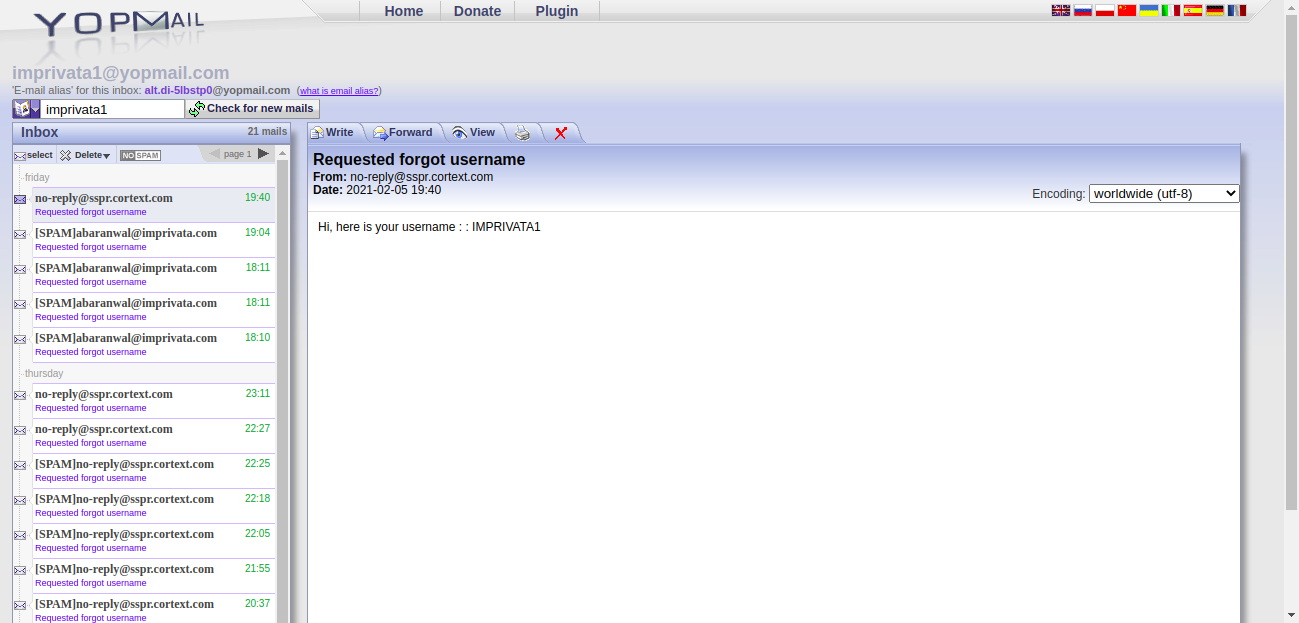 YOPMAIL
Home Donate Plugin
imprivata1@yopmail.com
'E-mail alias' for this inbox: alt.di-5lbstp0@yopmail.com (what is email alias?)
imprivata1 Check for new mails
Inbox 21 mails
select Delete NO SPAM page 1
Write Forward View
friday
no-reply@sspr.cortext.com 19:40
Requested forgot username
[SPAM]abaranwal@imprivata.com 19:04
Requested forgot username
[SPAM]abaranwal@imprivata.com 18:11
Requested forgot username
[SPAM]abaranwal@imprivata.com 18:11
Requested forgot username
[SPAM]abaranwal@imprivata.com 18:10
Requested forgot username
thursday
no-reply@sspr.cortext.com 23:11
Requested forgot username
no-reply@sspr.cortext.com 22:27
Requested forgot username
[SPAM]no-reply@sspr.cortext.com 22:25
Requested forgot username
[SPAM]no-reply@sspr.cortext.com 22:18
Requested forgot username
[SPAM]no-reply@sspr.cortext.com 22:05
Requested forgot username
[SPAM]no-reply@sspr.cortext.com 21:55
Requested forgot username
[SPAM]no-reply@sspr.cortext.com 20:37
Requested forgot username
Requested forgot username
From: no-reply@sspr.cortext.com
Date: 2021-02-05 19:40
Encoding: worldwide (utf-8)
Hi, here is your username : : IMPRIVATA1